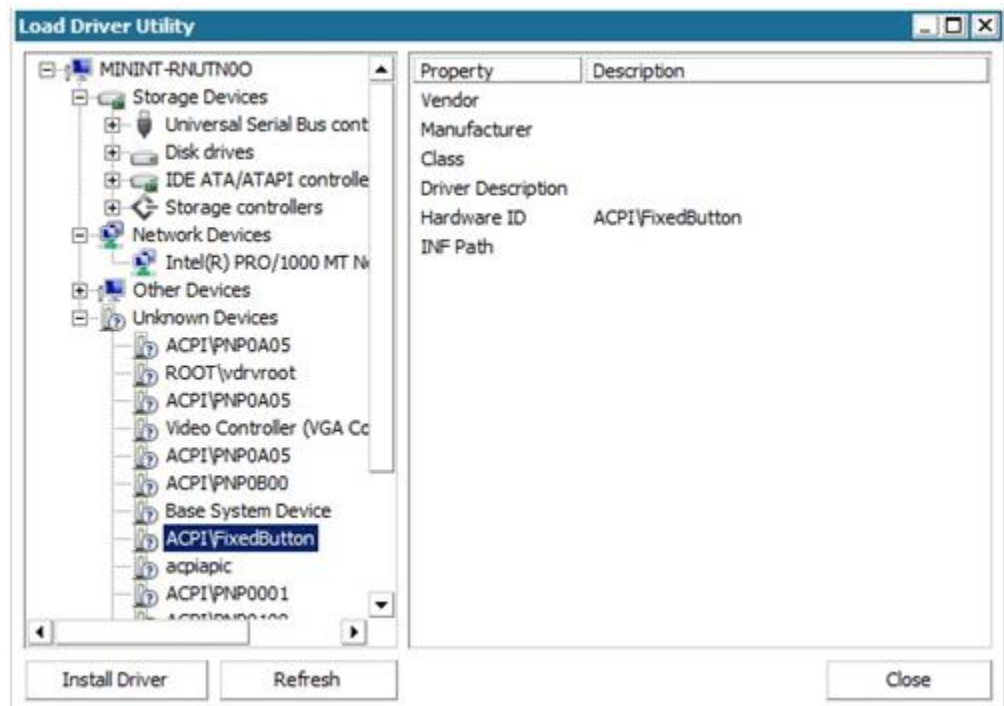 Load Driver Utility
MININT-RNUTN0O
Storage Devices
Universal Serial Bus cont
Disk drives
IDE ATA/ATAPI controlle
Storage controllers
Network Devices
Intel(R) PRO/1000 MT Ne
Other Devices
Unknown Devices
ACPI\PNP0A05
ROOT\vdrvroot
ACPI\PNP0A05
Video Controller (VGA Co
ACPI\PNP0A05
ACPI\PNP0B00
Base System Device
ACPI\FixedButton
acpiapic
ACPI\PNP0001
Property Description
Vendor
Manufacturer
Class
Driver Description
Hardware ID ACPI\FixedButton
INF Path
Install Driver Refresh Close